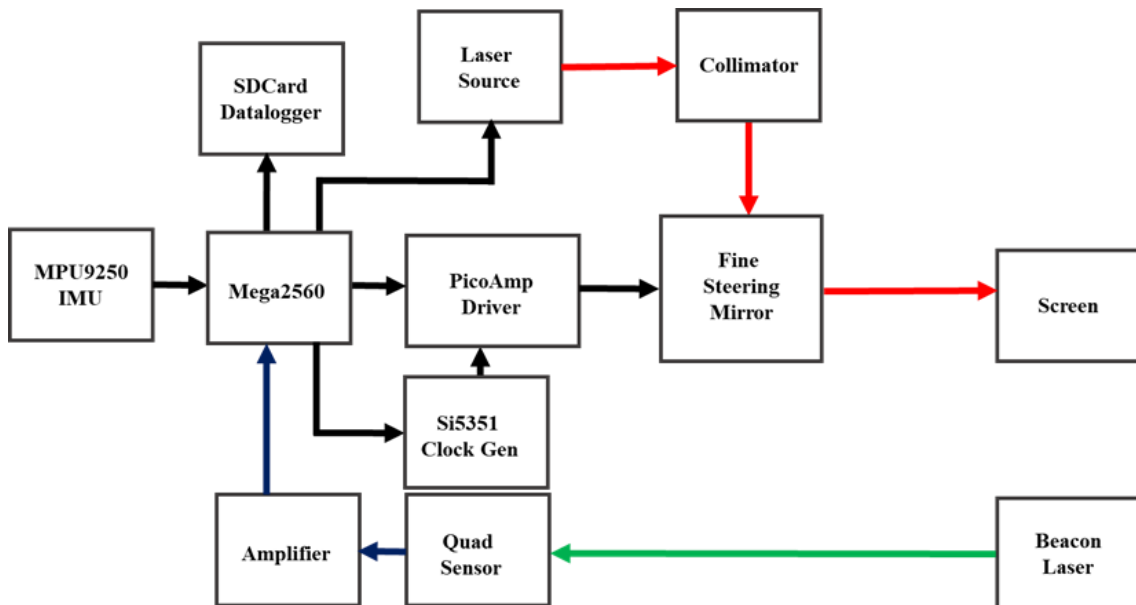 Laser
Source
Collimator
SDCard
Datalogger
MPU9250
IMU
Mega2560
PicoAmp
Driver
Fine
Steering
Mirror
Screen
Si5351
Clock Gen
Amplifier
Quad
Sensor
Beacon
Laser